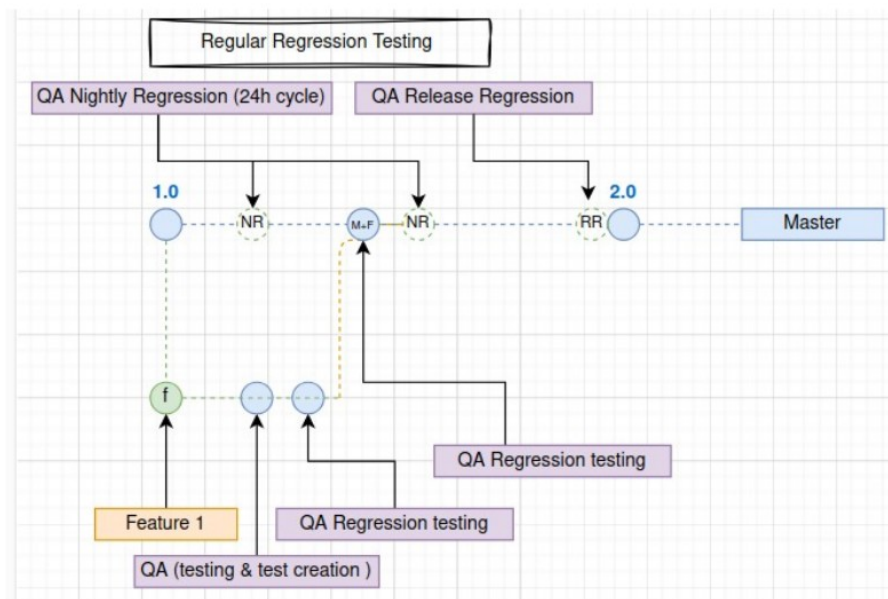 Regular Regression Testing
QA Nightly Regression (24h cycle)
QA Release Regression
1.0
2.0
NR
M+F
NR
RR
Master
f
QA Regression testing
Feature 1
QA Regression testing
QA (testing & test creation )